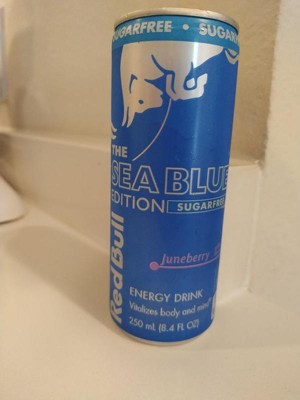 SUGARFREE • SUGAR
THE
SEA BLUE
EDITION SUGARFREE
Red Bull
Juneberry
ENERGY DRINK
Vitalizes body and mind
250 ml (8.4 FL OZ)